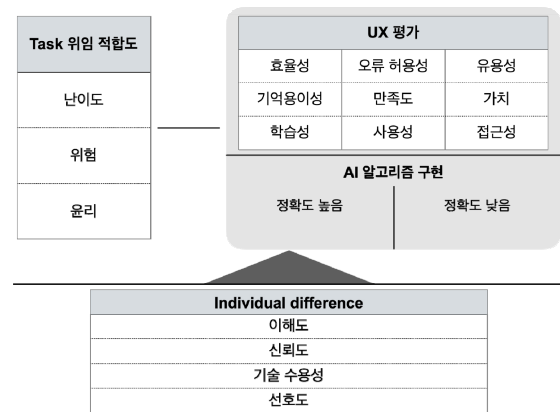 Task 위임 적합도
난이도
위험
윤리
UX 평가
효율성 오류 허용성 유용성
기억용이성 만족도 가치
학습성 사용성 접근성
AI 알고리즘 구현
정확도 높음 정확도 낮음
Individual difference
이해도
신뢰도
기술 수용성
선호도